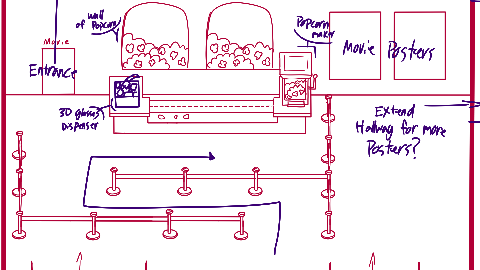 Wall
of Popcorn
Popcorn
maker
Movie
Entrance
Movie Posters
3D glasses
Dispenser
Extend
Hallway for more
Posters?